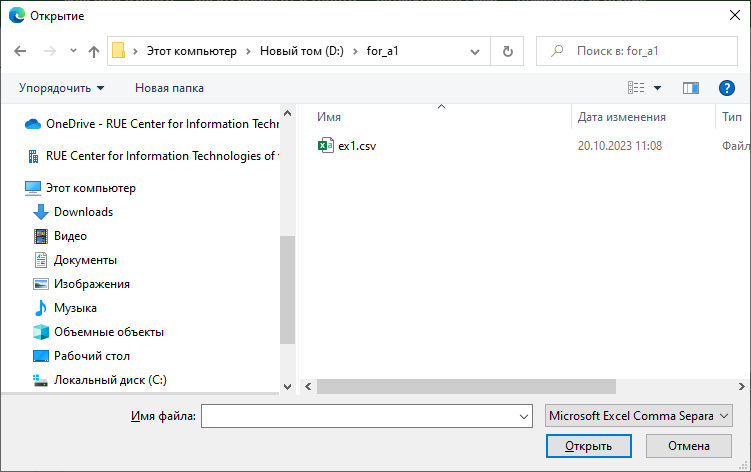 Открытие
Этот компьютер
Новый том (D:)
for_a1
Поиск в: for_a1
Упорядочить
Новая папка
?
Имя
Дата изменения
Тип
OneDrive - RUE Center for Information Techn
RUE Center for Information Technologies of
Этот компьютер
Downloads
Видео
Документы
Изображения
Музыка
Объемные объекты
Рабочий стол
Локальный диск (C:)
ex1.csv
20.10.2023 11:08
Файл
Имя файла:
Microsoft Excel Comma Separa
Открыть
Отмена